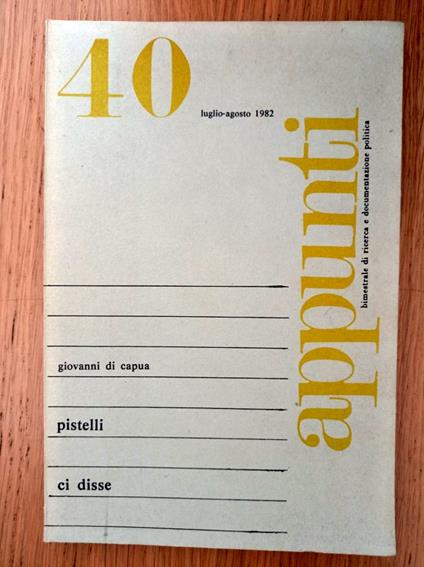 40
luglio-agosto 1982
appunti
bimestrale di ricerca e documentazione politica
giovanni di capua
pistelli
ci disse